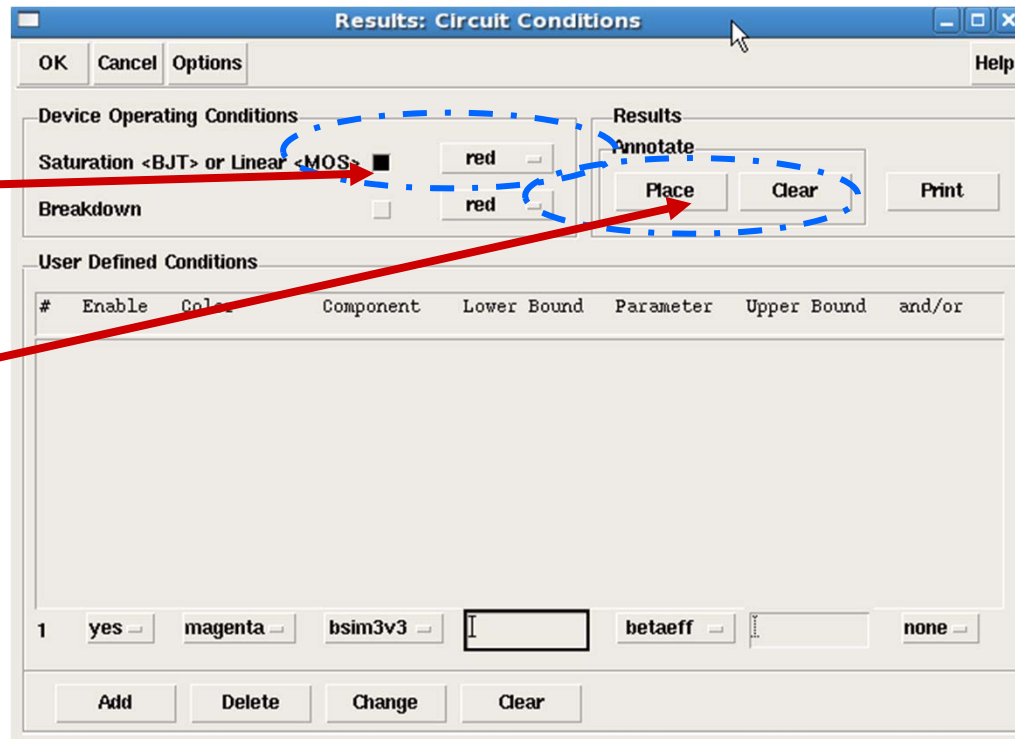 Results: Circuit Conditions
OK Cancel Options Help
Device Operating Conditions
Saturation <BJT> or Linear <MOS> red
Breakdown red
Results
Annotate
Place Clear Print
User Defined Conditions
# Enable Color Component Lower Bound Parameter Upper Bound and/or
1 yes magenta bsim3v3 betaeff none
Add Delete Change Clear